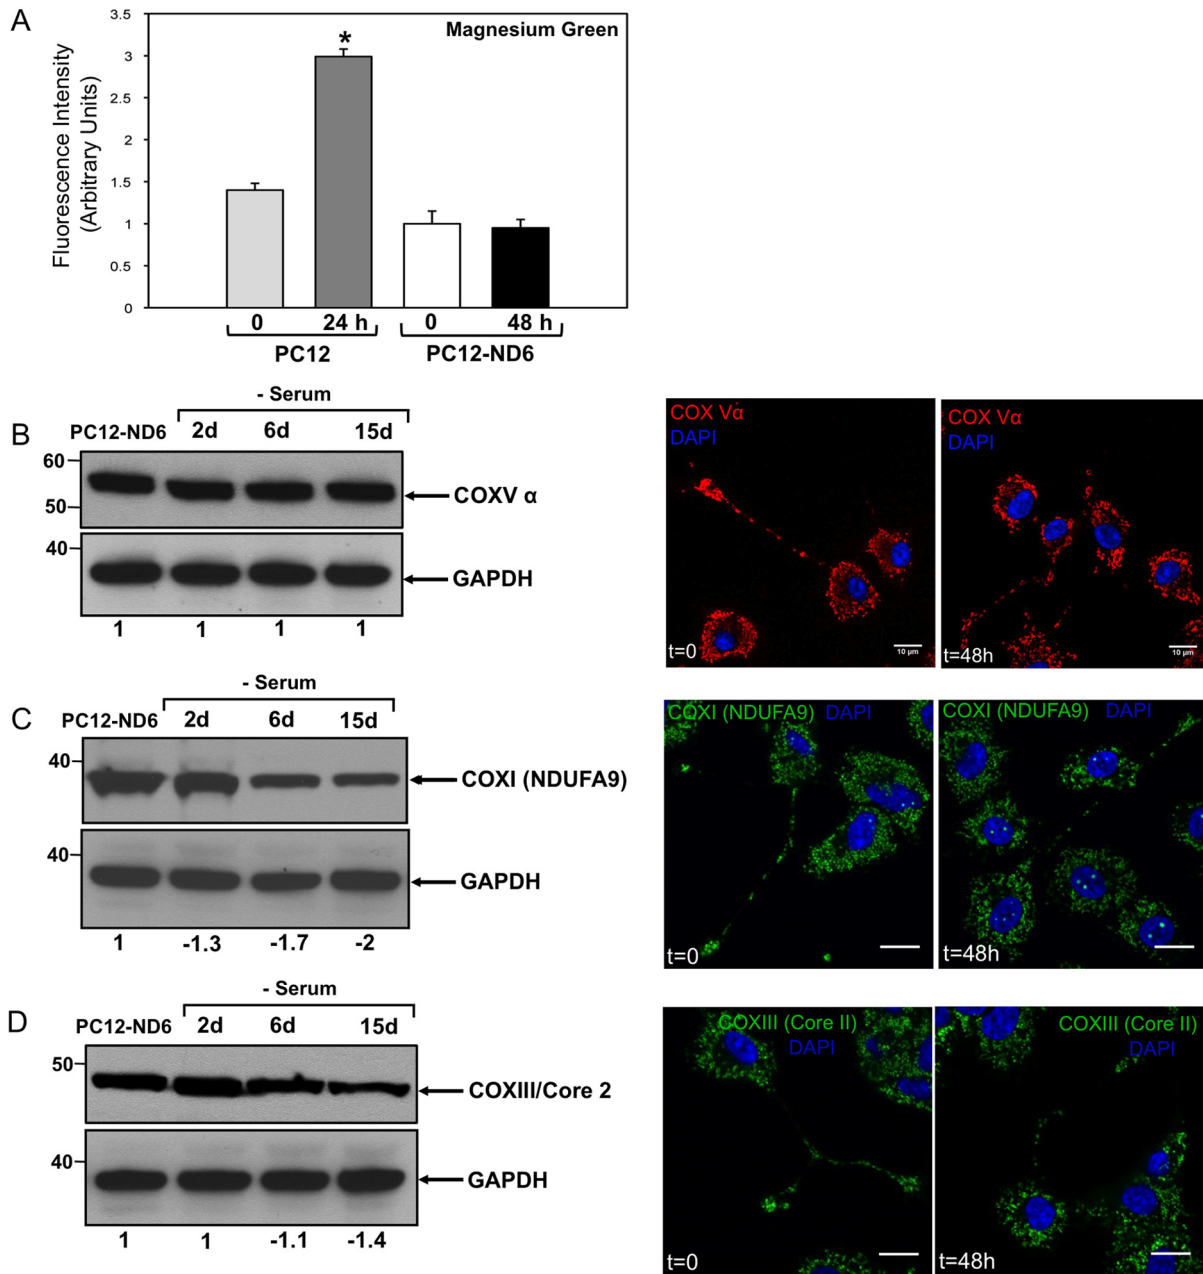 A
Magnesium Green
Fluorescence Intensity
(Arbitrary Units)
3.5
3
2.5
2
1.5
1
0.5
0
*
0 24 h 0 48 h
PC12 PC12-ND6
B
- Serum
PC12-ND6 2d 6d 15d
60
50
COXV α
40
GAPDH
1 1 1 1
COX Vα
DAPI
t=0
10 µm
COX Vα
DAPI
t=48h
10 µm
C
- Serum
PC12-ND6 2d 6d 15d
40
COXI (NDUFA9)
40
GAPDH
1 -1.3 -1.7 -2
COXI (NDUFA9) DAPI
t=0
COXI (NDUFA9) DAPI
t=48h
D
- Serum
PC12-ND6 2d 6d 15d
50
COXIII/Core 2
40
GAPDH
1 1 -1.1 -1.4
COXIII (Core II)
DAPI
t=0
COXIII (Core II)
DAPI
t=48h